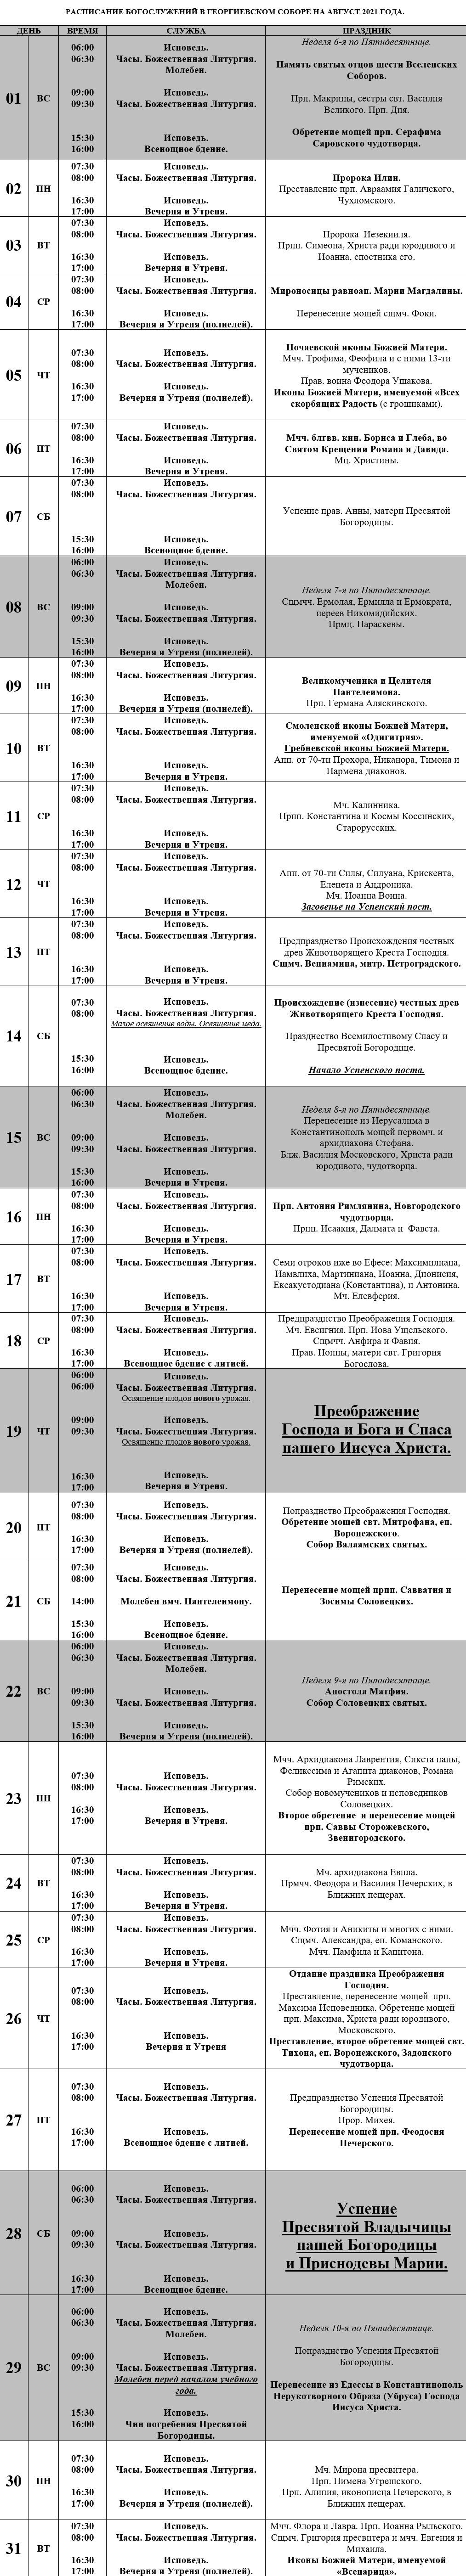 РАСПИСАНИЕ БОГОСЛУЖЕНИЙ В ГЕОРГИЕВСКОМ СОБОРЕ НА АВГУСТ 2021 ГОДА.
ДЕНЬ ВРЕМЯ СЛУЖБА ПРАЗДНИК
01 ВС
06:00 Исповедь.
06:30 Часы. Божественная Литургия.
Молебен.
09:00 Исповедь.
09:30 Часы. Божественная Литургия.
15:30 Исповедь.
16:00 Всенощное бдение.
Неделя 6-я по Пятидесятнице.
Память святых отцов шести Вселенских
Соборов.
Прп. Макрины, сестры свт. Василия
Великого. Прп. Дия.
Обретение мощей прп. Серафима
Саровского чудотворца.
02 ПН
07:30 Исповедь.
08:00 Часы. Божественная Литургия.
16:30 Исповедь.
17:00 Вечерня и Утреня.
Пророка Илии.
Преставление прп. Авраамия Галичского,
Чухломского.
03 ВТ
07:30 Исповедь.
08:00 Часы. Божественная Литургия.
16:30 Исповедь.
17:00 Вечерня и Утреня.
Пророка Иезекииля.
Прпп. Симеона, Христа ради юродивого и
Иоанна, спостника его.
04 СР
07:30 Исповедь.
08:00 Часы. Божественная Литургия.
16:30 Исповедь.
17:00 Вечерня и Утреня (полиелей).
Мироносицы равноап. Марии Магдалины.
Перенесение мощей сщмч. Фоки.
05 ЧТ
07:30 Исповедь.
08:00 Часы. Божественная Литургия.
16:30 Исповедь.
17:00 Вечерня и Утреня (полиелей).
Почаевской иконы Божией Матери.
Мчч. Трофима, Феофила и с ними 13-ти
мучеников.
Прав. воина Феодора Ушакова.
Иконы Божией Матери, именуемой «Всех
скорбящих Радость (с грошиками).
06 ПТ
07:30 Исповедь.
08:00 Часы. Божественная Литургия.
16:30 Исповедь.
17:00 Вечерня и Утреня.
Мчч. блгвв. кнн. Бориса и Глеба, во
Святом Крещении Романа и Давида.
Мц. Христины.
07 СБ
07:30 Исповедь.
08:00 Часы. Божественная Литургия.
15:30 Исповедь.
16:00 Всенощное бдение.
Успение прав. Анны, матери Пресвятой
Богородицы.
08 ВС
06:00 Исповедь.
06:30 Часы. Божественная Литургия.
Молебен.
09:00 Исповедь.
09:30 Часы. Божественная Литургия.
15:30 Исповедь.
16:00 Вечерня и Утреня (полиелей).
Неделя 7-я по Пятидесятнице.
Сщмчч. Ермолая, Ермилла и Ермократа,
иереев Никомидийских.
Прмц. Параскевы.
09 ПН
07:30 Исповедь.
08:00 Часы. Божественная Литургия.
16:30 Исповедь.
17:00 Вечерня и Утреня (полиелей).
Великомученика и Целителя
Пантелеимона.
Прп. Германа Аляскинского.
10 ВТ
07:30 Исповедь.
08:00 Часы. Божественная Литургия.
16:30 Исповедь.
17:00 Вечерня и Утреня.
Смоленской иконы Божией Матери,
именуемой «Одигитрия».
Гребневской иконы Божией Матери.
Апп. от 70-ти Прохора, Никанора, Тимона и
Пармена диаконов.
11 СР
07:30 Исповедь.
08:00 Часы. Божественная Литургия.
16:30 Исповедь.
17:00 Вечерня и Утреня.
Мч. Калинника.
Прпп. Константина и Космы Коссинских,
Старорусских.
12 ЧТ
07:30 Исповедь.
08:00 Часы. Божественная Литургия.
16:30 Исповедь.
17:00 Вечерня и Утреня.
Апп. от 70-ти Силы, Силуана, Крискента,
Еленета и Андроника.
Мч. Иоанна Воина.
Заговенье на Успенский пост.
13 ПТ
07:30 Исповедь.
08:00 Часы. Божественная Литургия.
16:30 Исповедь.
17:00 Вечерня и Утреня.
Предпразднство Происхождения честных
древ Животворящего Креста Господня.
Сщмч. Вениамина, митр. Петроградского.
14 СБ
07:30 Исповедь.
08:00 Часы. Божественная Литургия.
Малое освящение воды. Освящение меда.
15:30 Исповедь.
16:00 Всенощное бдение.
Происхождение (изнесение) честных древ
Животворящего Креста Господня.
Празднество Всемилостивому Спасу и
Пресвятой Богородице.
Начало Успенского поста.
15 ВС
06:00 Исповедь.
06:30 Часы. Божественная Литургия.
Молебен.
09:00 Исповедь.
09:30 Часы. Божественная Литургия.
15:30 Исповедь.
16:00 Вечерня и Утреня.
Неделя 8-я по Пятидесятнице.
Перенесение из Иерусалима в
Константинополь мощей первомч. и
архидиакона Стефана.
Блж. Василия Московского, Христа ради
юродивого, чудотворца.
16 ПН
07:30 Исповедь.
08:00 Часы. Божественная Литургия.
16:30 Исповедь.
17:00 Вечерня и Утреня.
Прп. Антония Римлянина, Новгородского
чудотворца.
Прпп. Исаакия, Далмата и Фавста.
17 ВТ
07:30 Исповедь.
08:00 Часы. Божественная Литургия.
16:30 Исповедь.
17:00 Вечерня и Утреня.
Семи отроков иже во Ефесе: Максимилиана,
Иамвлиха, Мартиниана, Иоанна, Дионисия,
Ексакустодиана (Константина), и Антонина.
Мч. Елевферия.
18 СР
07:30 Исповедь.
08:00 Часы. Божественная Литургия.
16:30 Исповедь.
17:00 Всенощное бдение с литией.
Предпразднство Преображения Господня.
Мч. Евсигния. Прп. Иова Ущельского.
Сщмчч. Анфира и Фавия.
Прав. Нонны, матери свт. Григория
Богослова.
19 ЧТ
06:00 Исповедь.
06:00 Часы. Божественная Литургия.
Освящение плодов нового урожая.
09:00 Исповедь.
09:30 Часы. Божественная Литургия.
Освящение плодов нового урожая.
16:30 Исповедь.
17:00 Вечерня и Утреня.
Преображение
Господа и Бога и Спаса
нашего Иисуса Христа.
20 ПТ
07:30 Исповедь.
08:00 Часы. Божественная Литургия.
16:30 Исповедь.
17:00 Вечерня и Утреня (полиелей).
Попразднство Преображения Господня.
Обретение мощей свт. Митрофана, еп.
Воронежского.
Собор Валаамских святых.
21 СБ
07:30 Исповедь.
08:00 Часы. Божественная Литургия.
14:00 Молебен вмч. Пантелеимону.
15:30 Исповедь.
16:00 Всенощное бдение.
Перенесение мощей прпп. Савватия и
Зосимы Соловецких.
22 ВС
06:00 Исповедь.
06:30 Часы. Божественная Литургия.
Молебен.
09:00 Исповедь.
09:30 Часы. Божественная Литургия.
15:30 Исповедь.
16:00 Вечерня и Утреня (полиелей).
Неделя 9-я по Пятидесятнице.
Апостола Матфия.
Собор Соловецких святых.
23 ПН
07:30 Исповедь.
08:00 Часы. Божественная Литургия.
16:30 Исповедь.
17:00 Вечерня и Утреня.
Мчч. Архидиакона Лаврентия, Сикста папы,
Феликссима и Агапита диаконов, Романа
Римских.
Собор новомучеников и исповедников
Соловецких.
Второе обретение и перенесение мощей
прп. Саввы Сторожевского,
Звенигородского.
24 ВТ
07:30 Исповедь.
08:00 Часы. Божественная Литургия.
16:30 Исповедь.
17:00 Вечерня и Утреня.
Мч. архидиакона Евпла.
Прмчч. Феодора и Василия Печерских, в
Ближних пещерах.
25 СР
07:30 Исповедь.
08:00 Часы. Божественная Литургия.
16:30 Исповедь.
17:00 Вечерня и Утреня.
Мчч. Фотия и Аникиты и многих с ними.
Сщмч. Александра, еп. Команского.
Мчч. Памфила и Капитона.
26 ЧТ
07:30 Исповедь.
08:00 Часы. Божественная Литургия.
16:30 Исповедь.
17:00 Вечерня и Утреня
Отдание праздника Преображения
Господня.
Преставление, перенесение мощей прп.
Максима Исповедника. Обретение мощей
прп. Максима, Христа ради юродивого,
Московского.
Преставление, второе обретение мощей свт.
Тихона, еп. Воронежского, Задонского
чудотворца.
27 ПТ
07:30 Исповедь.
08:00 Часы. Божественная Литургия.
16:30 Исповедь.
17:00 Всенощное бдение с литией.
Предпразднство Успения Пресвятой
Богородицы.
Прор. Михея.
Перенесение мощей прп. Феодосия
Печерского.
28 СБ
06:00 Исповедь.
06:30 Часы. Божественная Литургия.
09:00 Исповедь.
09:30 Часы. Божественная Литургия.
16:30 Исповедь.
17:00 Всенощное бдение.
Успение
Пресвятой Владычицы
нашей Богородицы
и Приснодевы Марии.
29 ВС
06:00 Исповедь.
06:30 Часы. Божественная Литургия.
Молебен.
09:00 Исповедь.
09:30 Часы. Божественная Литургия.
Молебен перед началом учебного
года.
15:30 Исповедь.
16:00 Чин погребения Пресвятой
Богородицы.
Неделя 10-я по Пятидесятнице.
Попразднство Успения Пресвятой
Богородицы.
Перенесение из Едессы в Константинополь
Нерукотворного Образа (Убруса) Господа
Иисуса Христа.
30 ПН
07:30 Исповедь.
08:00 Часы. Божественная Литургия.
16:30 Исповедь.
17:00 Вечерня и Утреня (полиелей).
Мч. Мирона пресвитера.
Прп. Пимена Угрешского.
Прп. Алипия, иконописца Печерского, в
Ближних пещерах.
31 ВТ
07:30 Исповедь.
08:00 Часы. Божественная Литургия.
16:30 Исповедь.
17:00 Вечерня и Утреня (полиелей).
Мчч. Флора и Лавра. Прп. Иоанна Рыльского.
Сщмч. Григория пресвитера и мчч. Евгения и
Михаила.
Иконы Божией Матери, именуемой
«Всецарица».